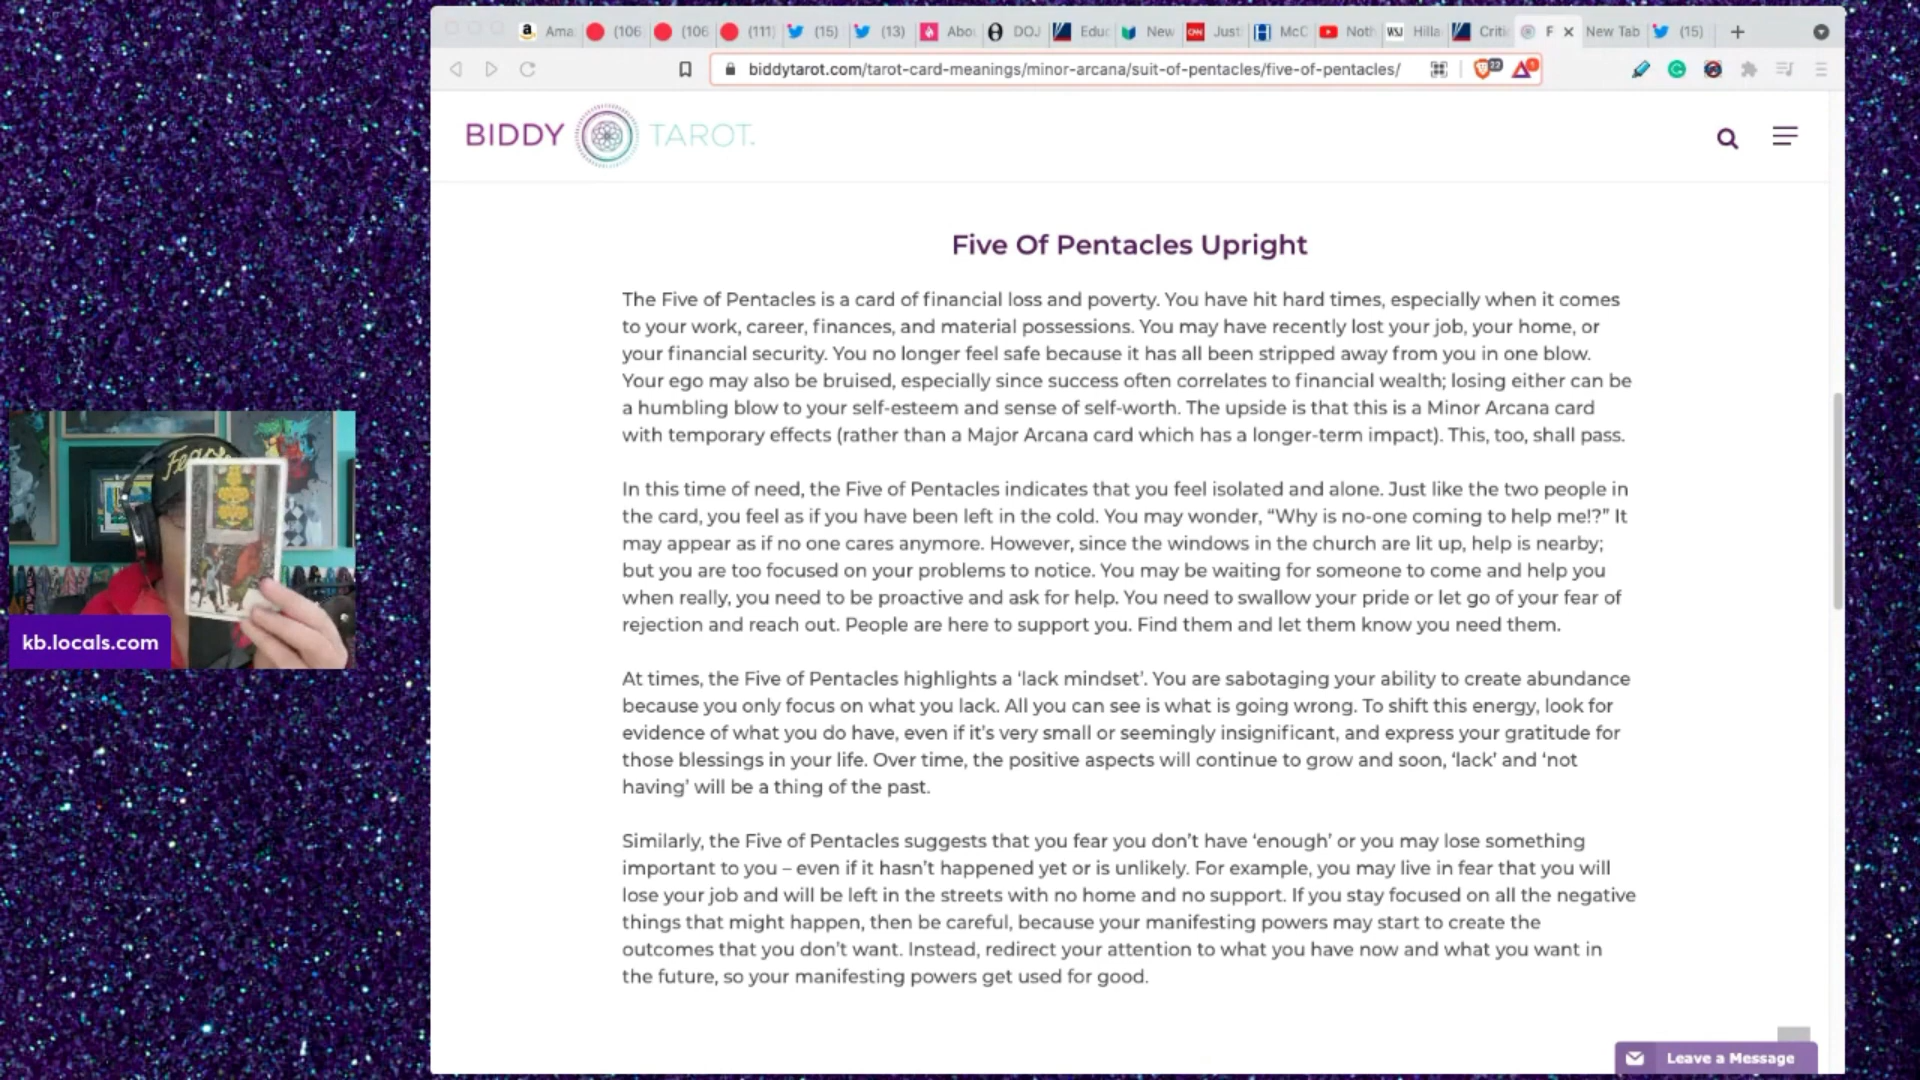 Ama
(106
(106
(111)
(15)
(13)
Abo
DOJ
Educ
New
CNN
Just
McC
Noth
WSJ
Hilla
Critic
F
New Tab
(15)
biddytarot.com/tarot-card-meanings/minor-arcana/suit-of-pentacles/five-of-pentacles/
22
BIDDY TAROT.
Five Of Pentacles Upright
The Five of Pentacles is a card of financial loss and poverty. You have hit hard times, especially when it comes
to your work, career, finances, and material possessions. You may have recently lost your job, your home, or
your financial security. You no longer feel safe because it has all been stripped away from you in one blow.
Your ego may also be bruised, especially since success often correlates to financial wealth; losing either can be
a humbling blow to your self-esteem and sense of self-worth. The upside is that this is a Minor Arcana card
with temporary effects (rather than a Major Arcana card which has a longer-term impact). This, too, shall pass.
In this time of need, the Five of Pentacles indicates that you feel isolated and alone. Just like the two people in
the card, you feel as if you have been left in the cold. You may wonder, “Why is no-one coming to help me!?” It
may appear as if no one cares anymore. However, since the windows in the church are lit up, help is nearby;
but you are too focused on your problems to notice. You may be waiting for someone to come and help you
when really, you need to be proactive and ask for help. You need to swallow your pride or let go of your fear of
rejection and reach out. People are here to support you. Find them and let them know you need them.
kb.locals.com
At times, the Five of Pentacles highlights a ‘lack mindset’. You are sabotaging your ability to create abundance
because you only focus on what you lack. All you can see is what is going wrong. To shift this energy, look for
evidence of what you do have, even if it’s very small or seemingly insignificant, and express your gratitude for
those blessings in your life. Over time, the positive aspects will continue to grow and soon, ‘lack’ and ‘not
having’ will be a thing of the past.
Similarly, the Five of Pentacles suggests that you fear you don’t have ‘enough’ or you may lose something
important to you – even if it hasn’t happened yet or is unlikely. For example, you may live in fear that you will
lose your job and will be left in the streets with no home and no support. If you stay focused on all the negative
things that might happen, then be careful, because your manifesting powers may start to create the
outcomes that you don’t want. Instead, redirect your attention to what you have now and what you want in
the future, so your manifesting powers get used for good.
Leave a Message